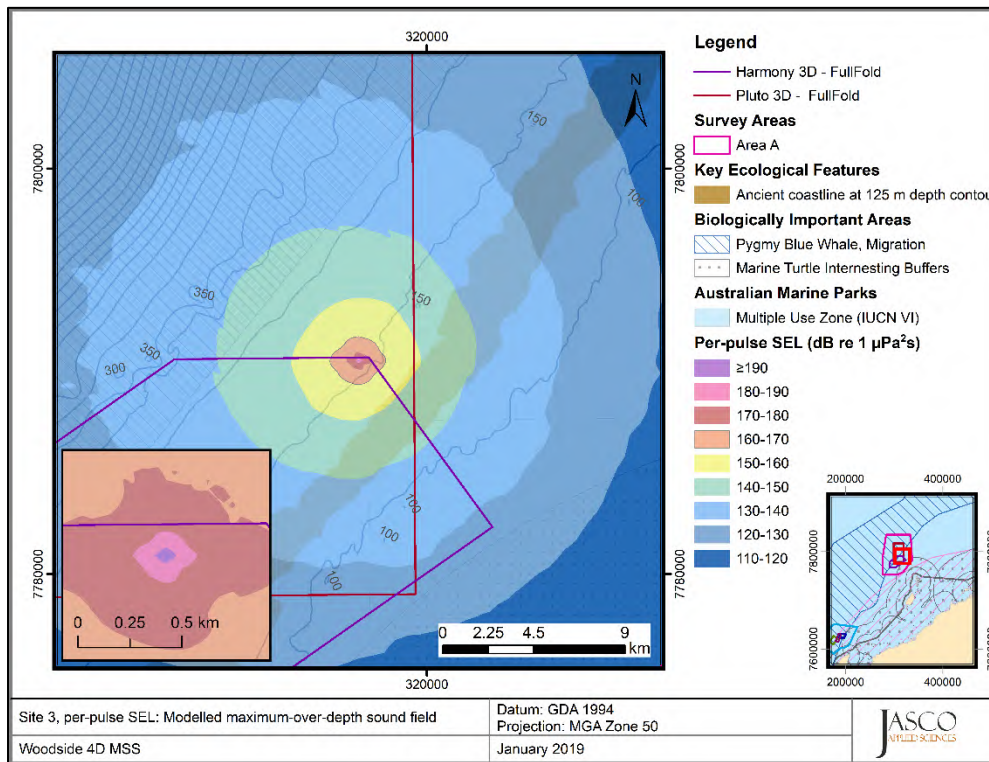 320000
7800000
7780000
320000
7800000
7780000
N
150
100
350
150
350
300
100
100
100
100
0 0.25 0.5 km
0 2.25 4.5 9
km
Legend
Harmony 3D - FullFold
Pluto 3D - FullFold
Survey Areas
Area A
Key Ecological Features
Ancient coastline at 125 m depth contou
Biologically Important Areas
Pygmy Blue Whale, Migration
Marine Turtle Internesting Buffers
Australian Marine Parks
Multiple Use Zone (IUCN VI)
Per-pulse SEL (dB re 1 µPa²s)
≥190
180-190
170-180
160-170
150-160
140-150
130-140
120-130
110-120
200000 400000
7800000
7600000
200000 400000
Site 3, per-pulse SEL: Modelled maximum-over-depth sound field
Woodside 4D MSS
Datum: GDA 1994
Projection: MGA Zone 50
January 2019
JASCO
APPLIED SCIENCES